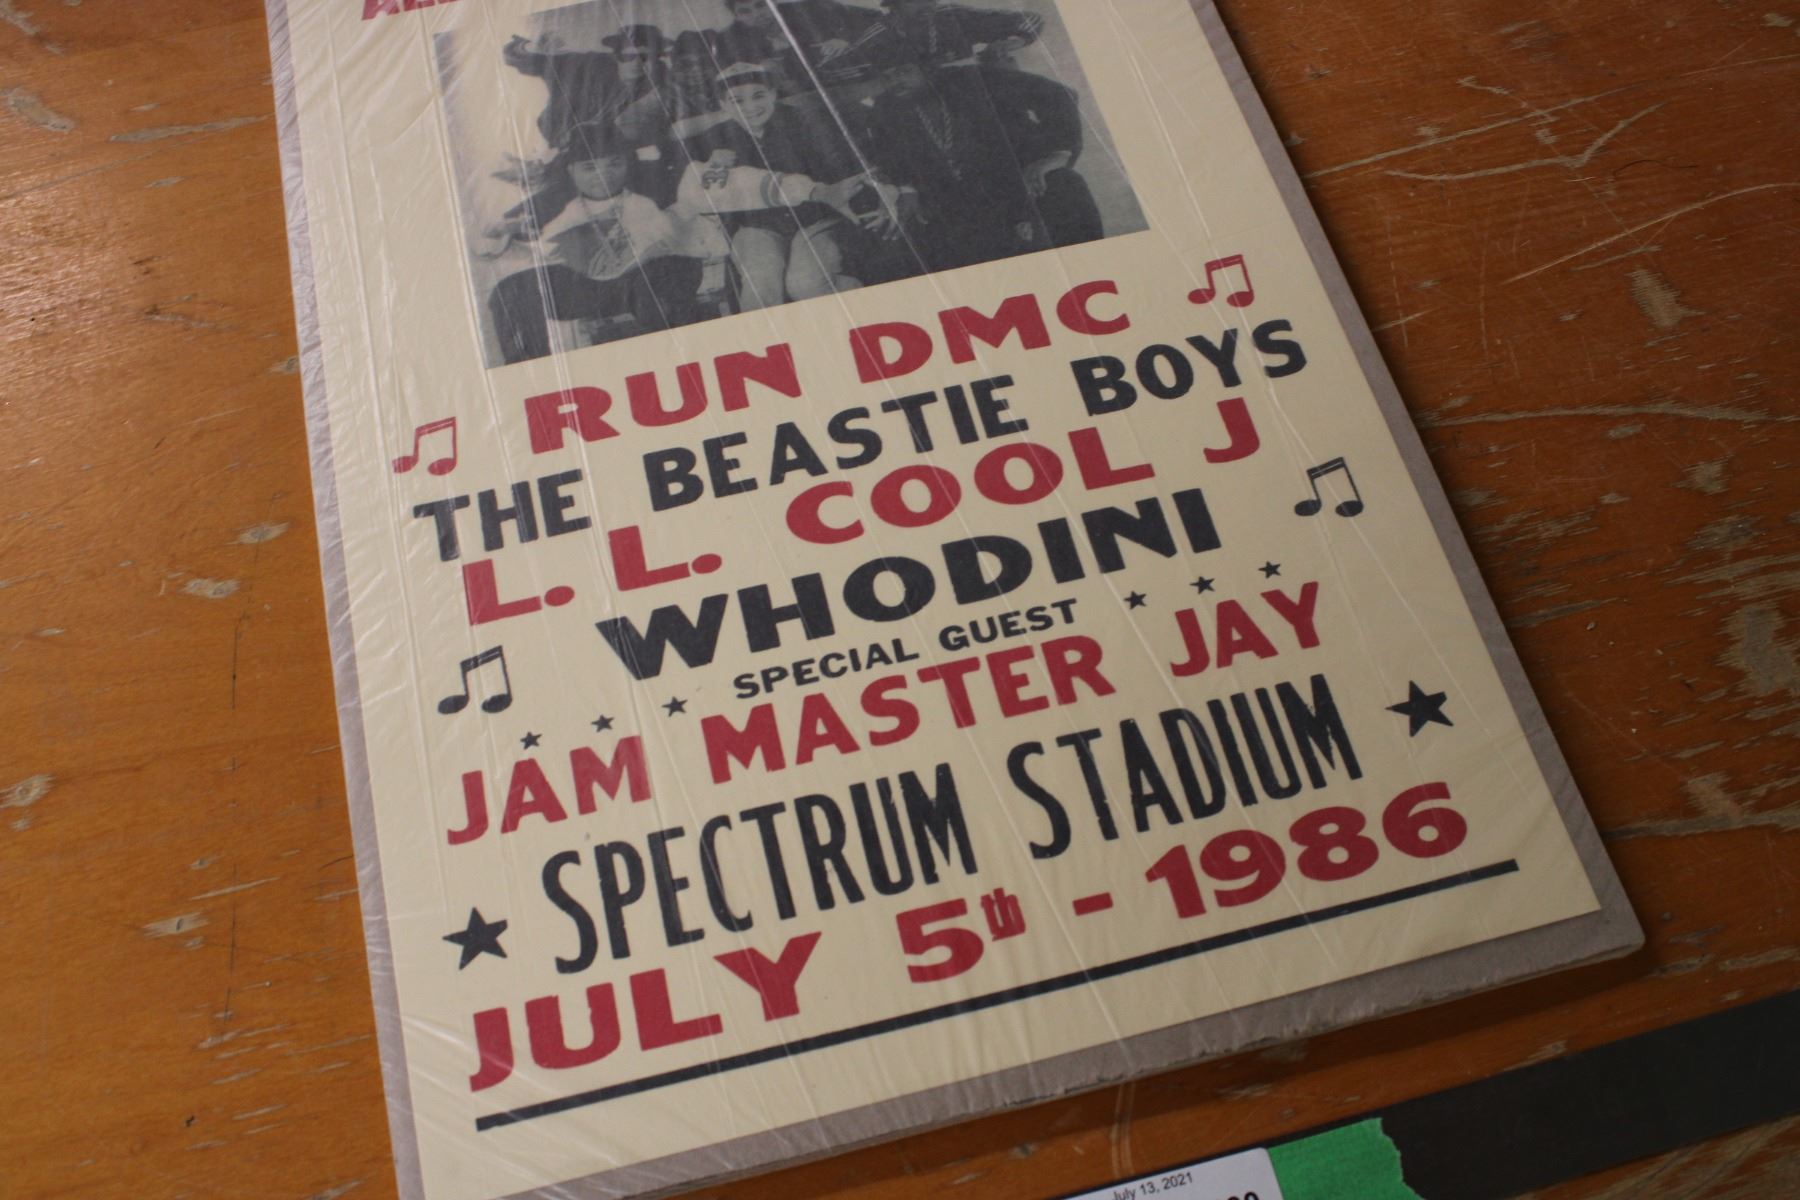 RUN DMC
THE BEASTIE BOYS
L. L. COOL J
WHODINI
SPECIAL GUEST
JAM MASTER JAY
SPECTRUM STADIUM
JULY 5th - 1986
July 13, 2021